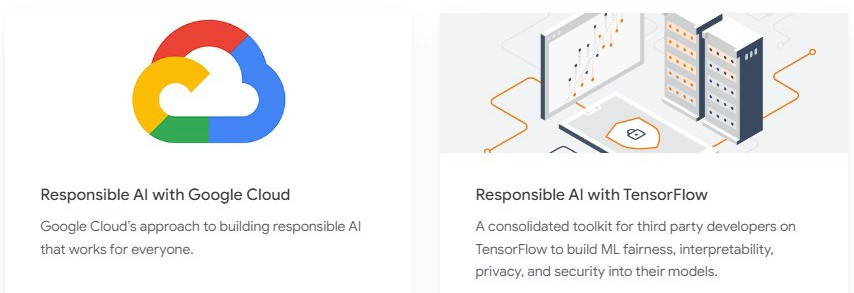 Responsible AI with Google Cloud
Google Cloud's approach to building responsible AI
that works for everyone.
Responsible AI with TensorFlow
A consolidated toolkit for third party developers on
TensorFlow to build ML fairness, interpretability,
privacy, and security into their models.